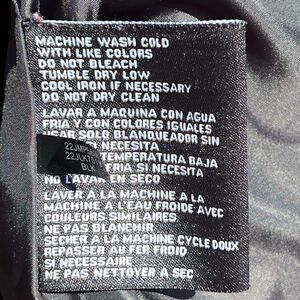 MACHINE WASH COLD
WITH LIKE COLORS
DO NOT BLEACH
TUMBLE DRY LOW
COOL IRON IF NECESSARY
DO NOT DRY CLEAN
LAVAR A MAQUINA CON AGUA
FRIA Y CON COLORES IGUALES
USAR SOLO BLANQUEADOR SIN
SI NECESITA
TEMPERATURA BAJA
FRIA SI NECESITA
NO LAVAR EN SECO
LAVER A LA MACHINE A LA
MACHINE A L'EAU FROIDE AVEC
COULEURS SIMILAIRES
NE PAS BLANCHIR
SECHER A LA MACHINE CYCLE DOUX
REPASSER AU FER FROID
SI NECESSAIRE
NE PAS NETTOYER A SEC